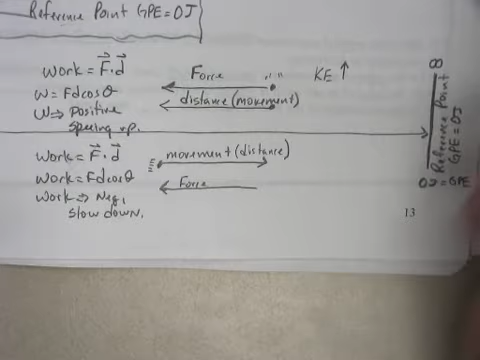 Reference Point GPE = 0J
Work = F · d
W = Fdcosθ
W ⇒ Positive
Speeding up.
Force
distance (movement)
KE ↑
Work = F · d
Work = Fdcosθ
Work ⇒ Neg,
Slow down.
movement (distance)
Force
Reference Point
GPE = 0J
0J = GPE
13